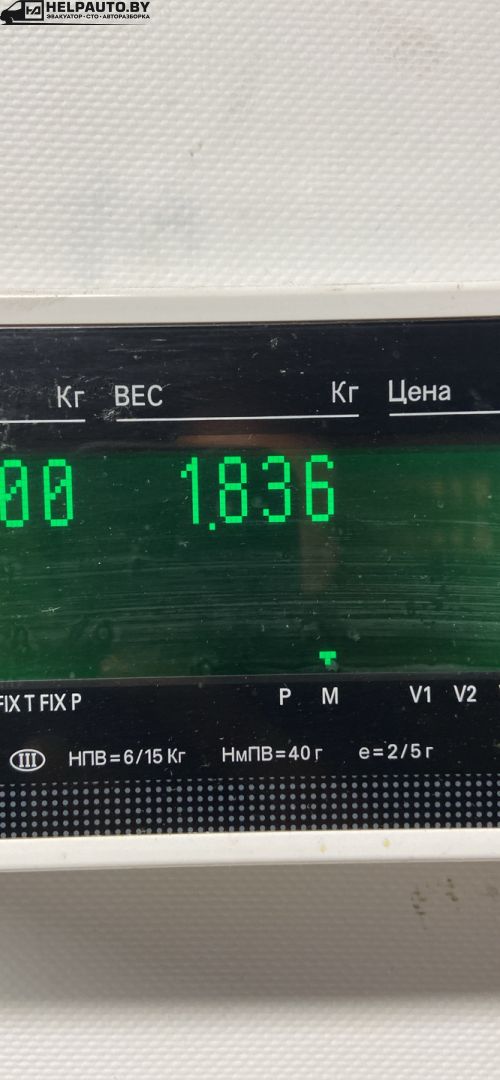 HELPAUTO.BY
ЭВАКУАТОР · СТО · АВТОРАЗБОРКА
Кг ВЕС Кг Цена
00 1.836
FIX T FIX P P M V1 V2
III НПВ=6/15 Кг НмПВ=40 г e=2/5 г